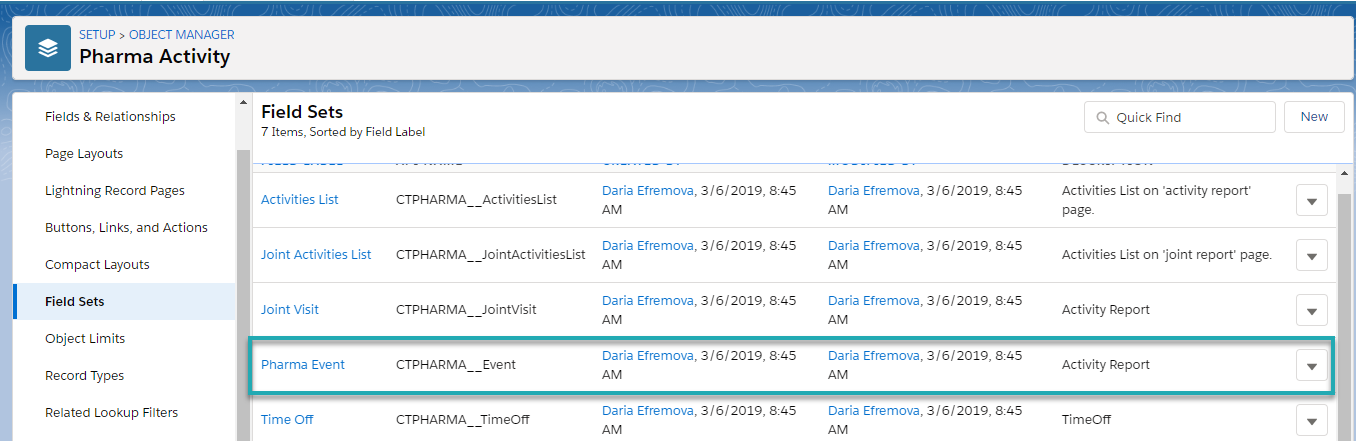 SETUP > OBJECT MANAGER
Pharma Activity
Fields & Relationships
Page Layouts
Lightning Record Pages
Buttons, Links, and Actions
Compact Layouts
Field Sets
Object Limits
Record Types
Related Lookup Filters
Field Sets
7 Items, Sorted by Field Label
Quick Find
New
Activities List CTPHARMA__ActivitiesList Daria Efremova, 3/6/2019, 8:45 Daria Efremova, 3/6/2019, 8:45 Activities List on 'activity report'
AM AM page.
Joint Activities List CTPHARMA__JointActivitiesList Daria Efremova, 3/6/2019, 8:45 Daria Efremova, 3/6/2019, 8:45 Activities List on 'joint report' page.
AM AM
Joint Visit CTPHARMA__JointVisit Daria Efremova, 3/6/2019, 8:45 Daria Efremova, 3/6/2019, 8:45 Activity Report
AM AM
Pharma Event CTPHARMA__Event Daria Efremova, 3/6/2019, 8:45 Daria Efremova, 3/6/2019, 8:45 Activity Report
AM AM
Time Off CTPHARMA__TimeOff Daria Efremova, 3/6/2019, 8:45 Daria Efremova, 3/6/2019, 8:45 TimeOff
AM AM